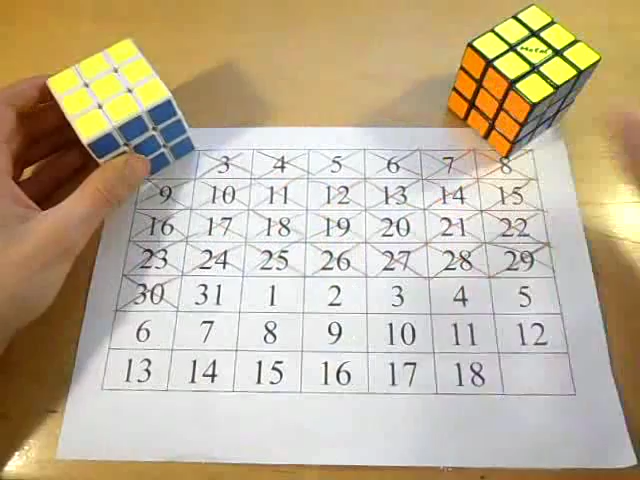 Metal
3 4 5 6 7 8
9 10 11 12 13 14 15
16 17 18 19 20 21 22
23 24 25 26 27 28 29
30 31 1 2 3 4 5
6 7 8 9 10 11 12
13 14 15 16 17 18